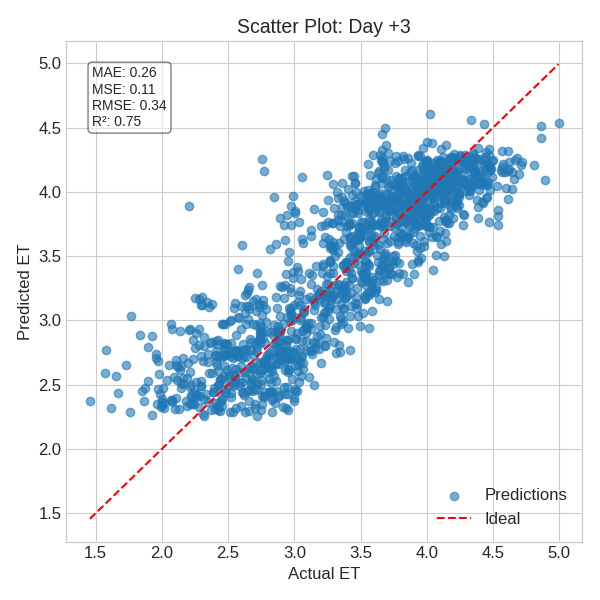 Scatter Plot: Day +3
MAE: 0.26
MSE: 0.11
RMSE: 0.34
R²: 0.75
5.0
4.5
4.0
3.5
3.0
2.5
2.0
1.5
Predicted ET
Predictions
Ideal
1.5 2.0 2.5 3.0 3.5 4.0 4.5 5.0
Actual ET